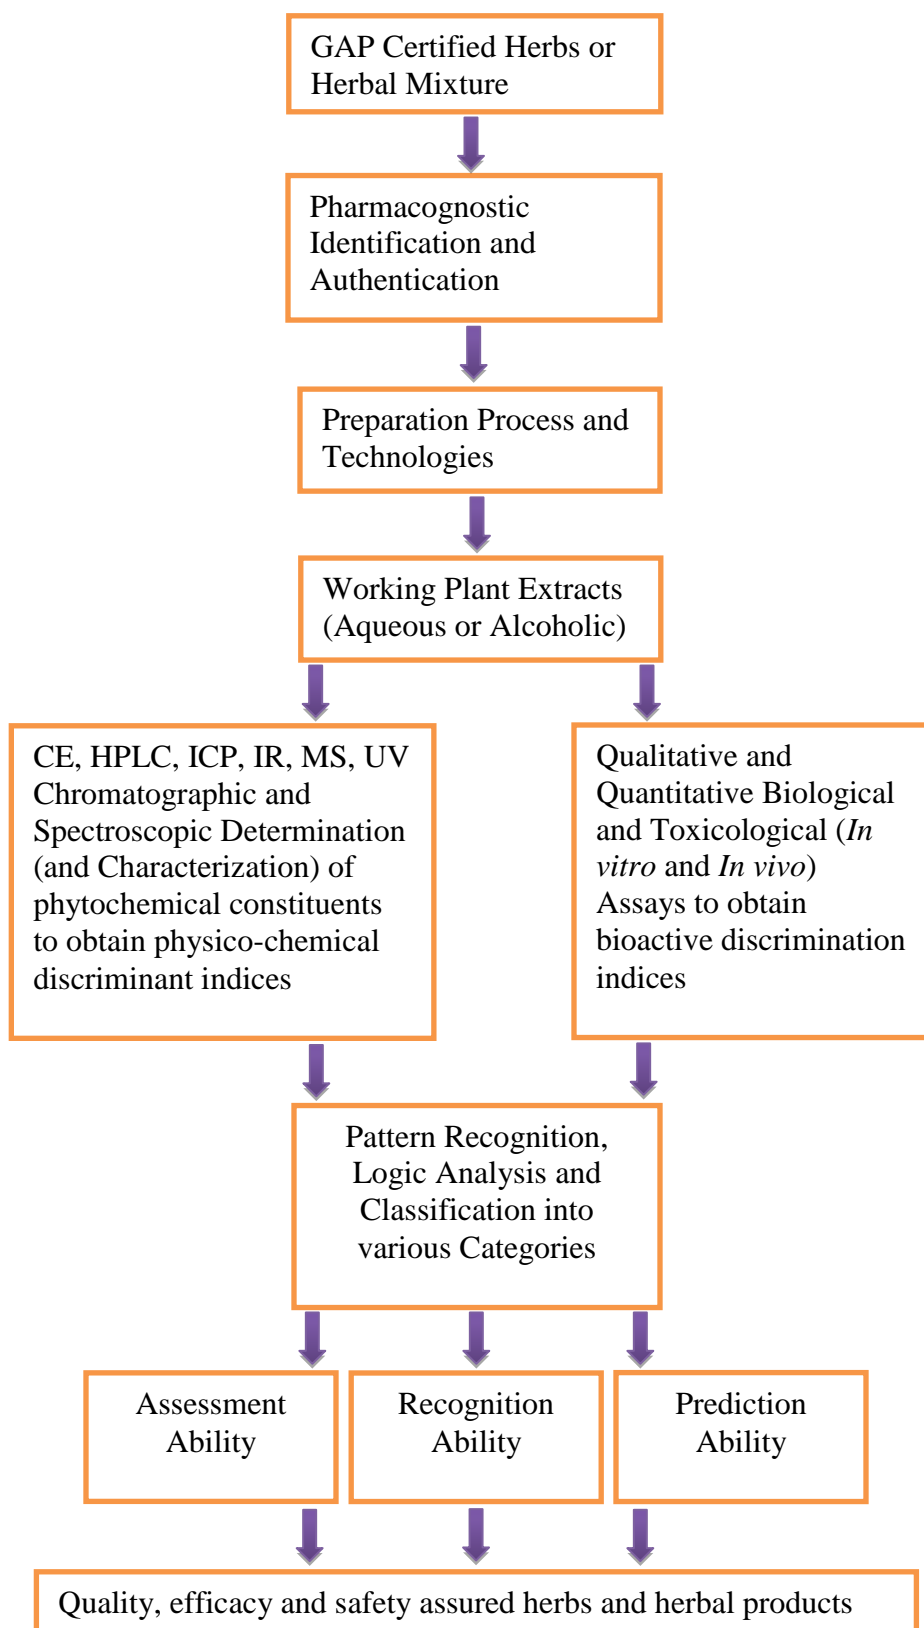 GAP Certified Herbs or
Herbal Mixture
Pharmacognostic
Identification and
Authentication
Preparation Process and
Technologies
Working Plant Extracts
(Aqueous or Alcoholic)
CE, HPLC, ICP, IR, MS, UV
Chromatographic and
Spectroscopic Determination
(and Characterization) of
phytochemical constituents
to obtain physico-chemical
discriminant indices
Qualitative and
Quantitative Biological
and Toxicological (In
vitro and In vivo)
Assays to obtain
bioactive discrimination
indices
Pattern Recognition,
Logic Analysis and
Classification into
various Categories
Assessment
Ability
Recognition
Ability
Prediction
Ability
Quality, efficacy and safety assured herbs and herbal products